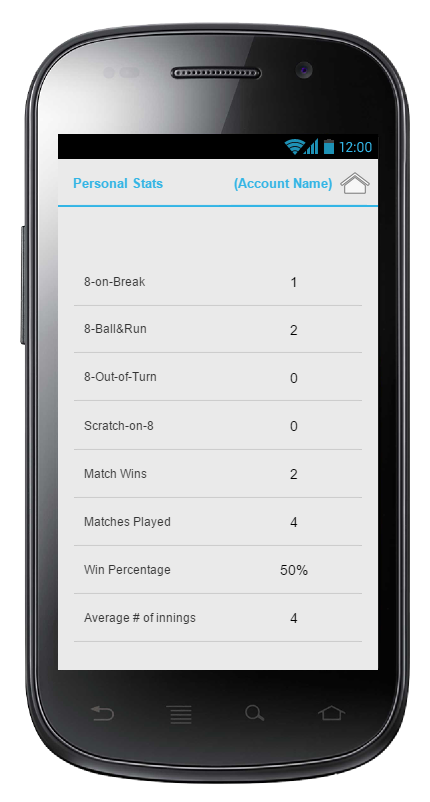 12:00
Personal Stats (Account Name)
8-on-Break 1
8-Ball&Run 2
8-Out-of-Turn 0
Scratch-on-8 0
Match Wins 2
Matches Played 4
Win Percentage 50%
Average # of innings 4